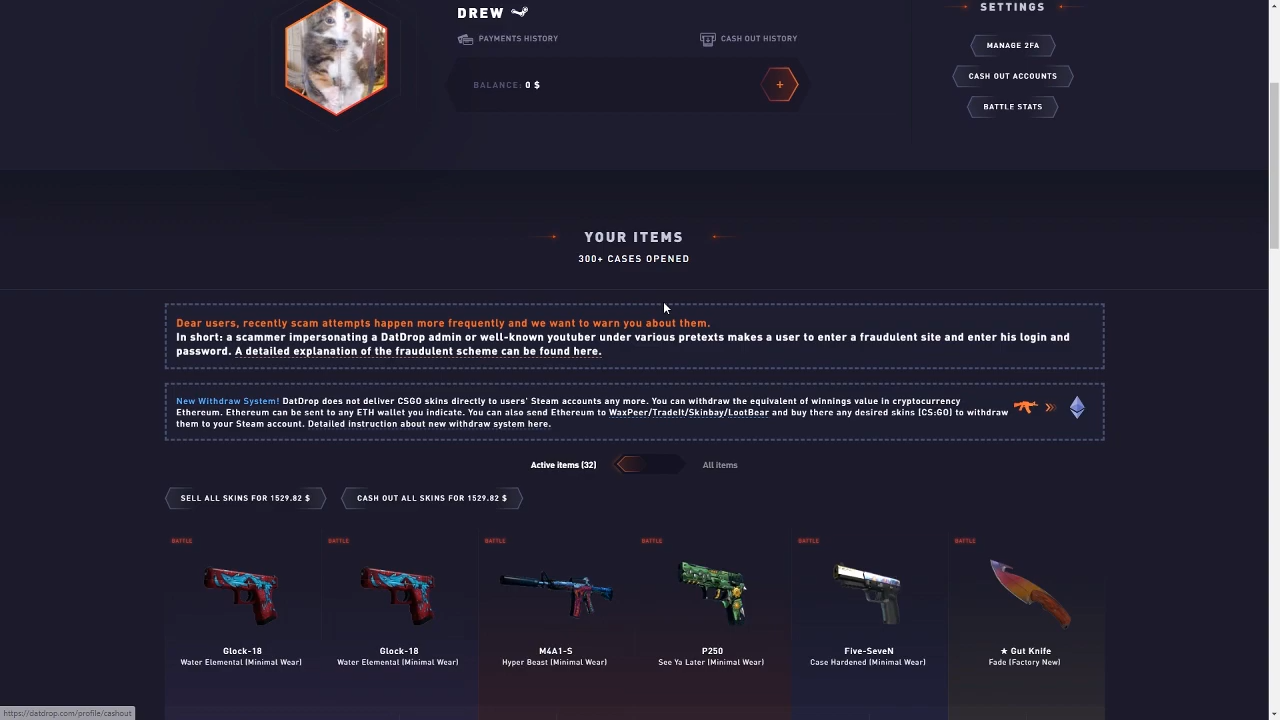 DREW
SETTINGS
PAYMENTS HISTORY
CASH OUT HISTORY
MANAGE 2FA
CASH OUT ACCOUNTS
BATTLE STATS
BALANCE: 0 $
+
YOUR ITEMS
300+ CASES OPENED
Dear users, recently scam attempts happen more frequently and we want to warn you about them.
In short: a scammer impersonating a DatDrop admin or well-known youtuber under various pretexts makes a user to enter a fraudulent site and enter his login and
password. A detailed explanation of the fraudulent scheme can be found here.
New Withdraw System! DatDrop does not deliver CSGO skins directly to users' Steam accounts any more. You can withdraw the equivalent of winnings value in cryptocurrency
Ethereum. Ethereum can be sent to any ETH wallet you indicate. You can also send Ethereum to WaxPeer/TradeIt/Skinbay/LootBear and buy there any desired skins (CS:GO) to withdraw
them to your Steam account. Detailed instruction about new withdraw system here.
Active items (32)
All items
SELL ALL SKINS FOR 1529.82 $
CASH OUT ALL SKINS FOR 1529.82 $
BATTLE BATTLE BATTLE BATTLE BATTLE BATTLE
Glock-18 Glock-18 M4A1-S P250 Five-SeveN ★ Gut Knife
Water Elemental (Minimal Wear) Water Elemental (Minimal Wear) Hyper Beast (Minimal Wear) See Ya Later (Minimal Wear) Case Hardened (Minimal Wear) Fade (Factory New)
https://datdrop.com/profile/cashout